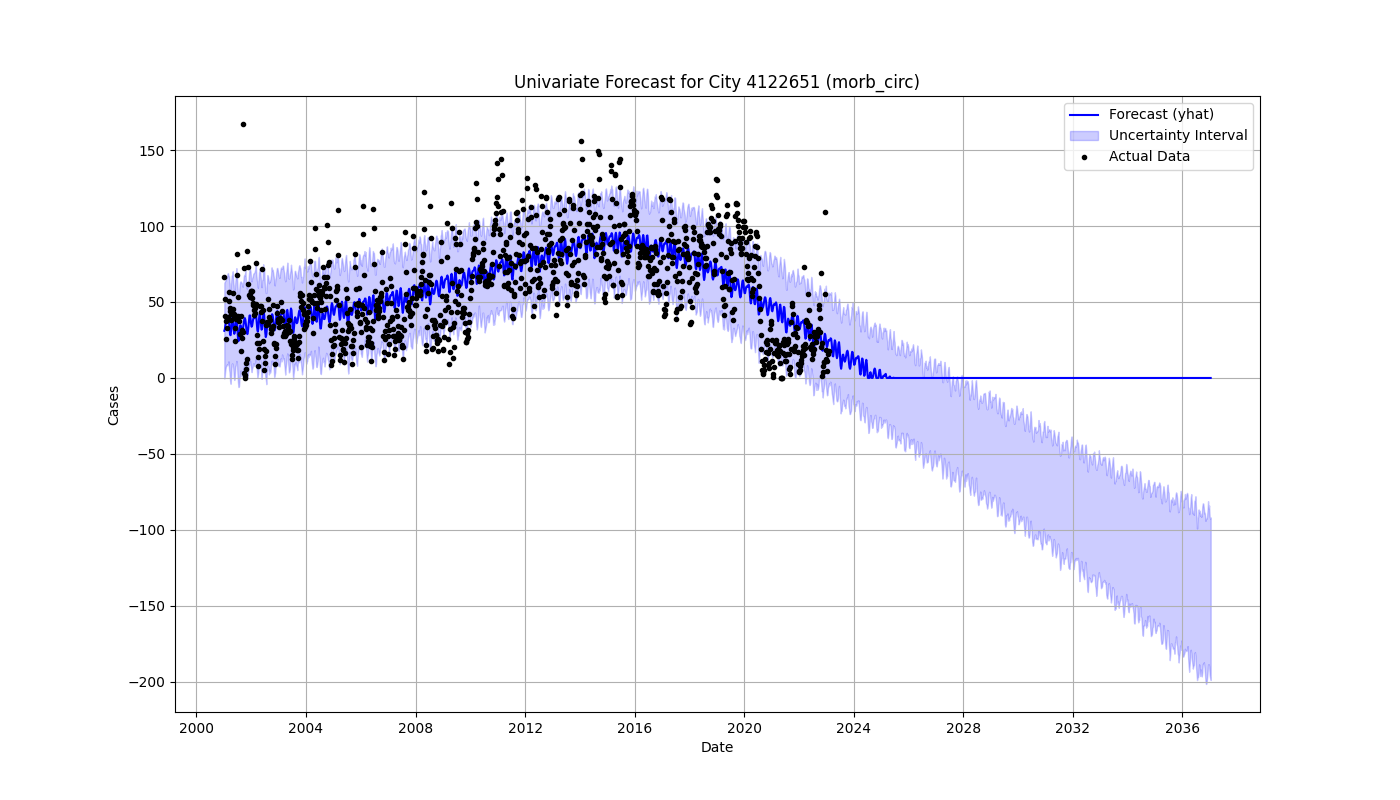 Univariate Forecast for City 4122651 (morb_circ)
Forecast (yhat)
Uncertainty Interval
Actual Data
Cases
150
100
50
0
−50
−100
−150
−200
2000 2004 2008 2012 2016 2020 2024 2028 2032 2036
Date